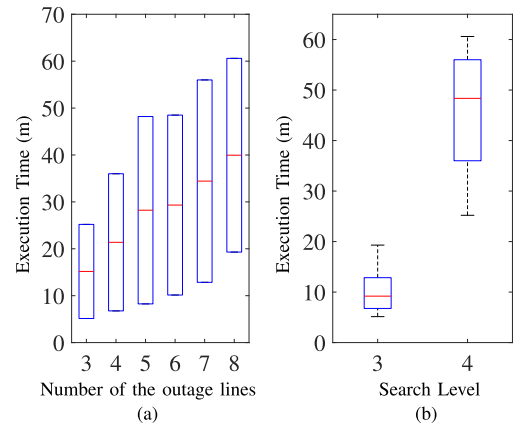 70
60
50
40
30
20
10
0
Execution Time (m)
3 4 5 6 7 8
Number of the outage lines
(a)
60
50
40
30
20
10
0
Execution Time (m)
3 4
Search Level
(b)